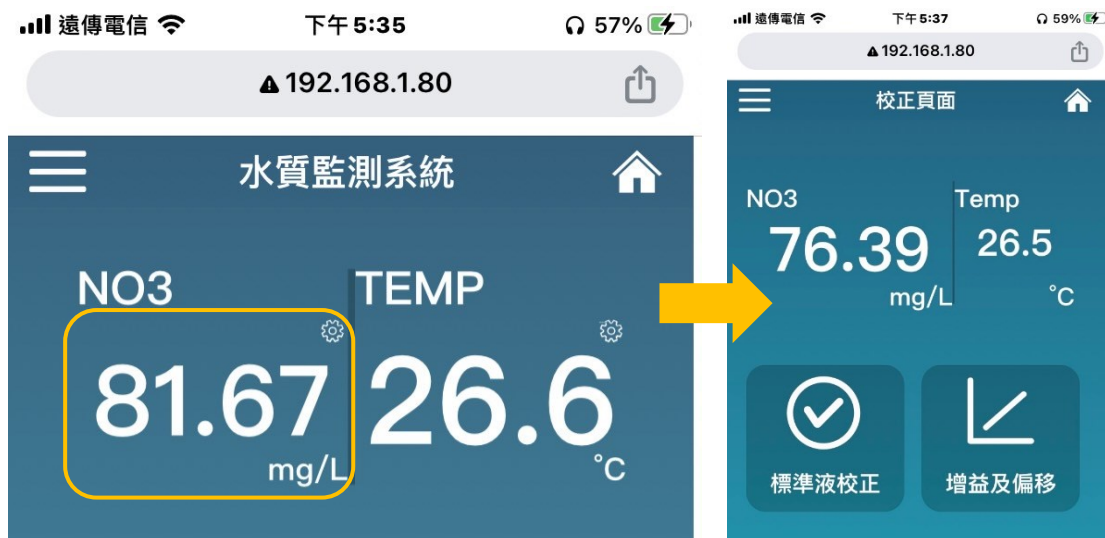 遠傳電信 下午 5:35 57%
192.168.1.80
水質監測系統
NO3 TEMP
81.67 26.6
mg/L °C
遠傳電信 下午 5:37 59%
192.168.1.80
校正頁面
NO3 Temp
76.39 26.5
mg/L °C
標準液校正 增益及偏移